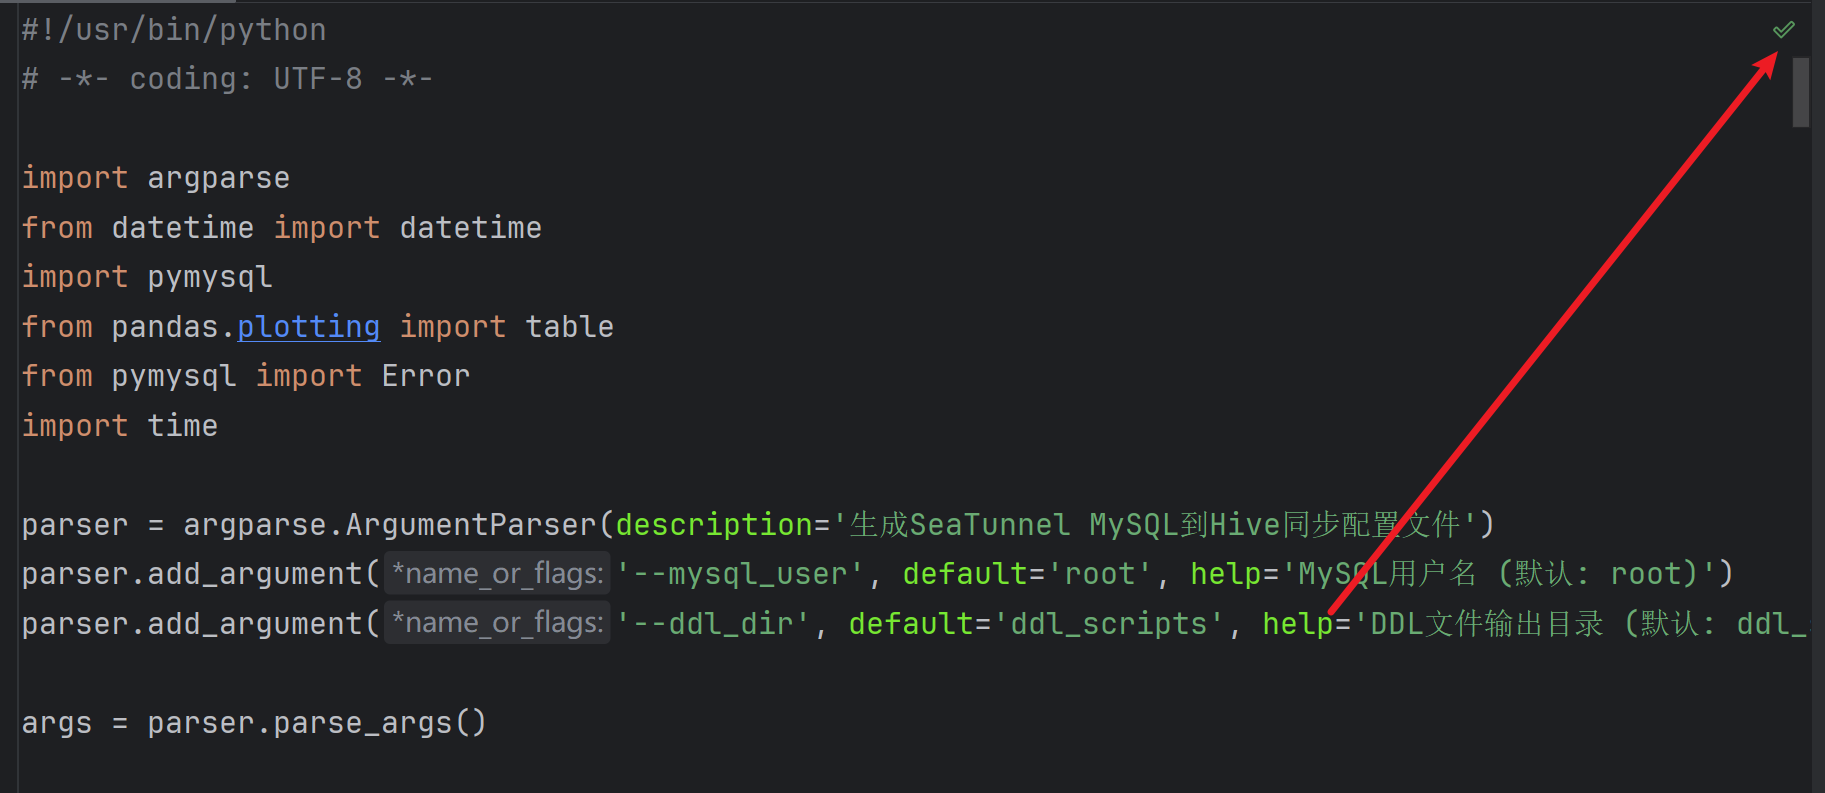 #!/usr/bin/python
# -*- coding: UTF-8 -*-
import argparse
from datetime import datetime
import pymysql
from pandas.plotting import table
from pymysql import Error
import time
parser = argparse.ArgumentParser(description='生成SeaTunnel MySQL到Hive同步配置文件')
parser.add_argument(*name_or_flags: '--mysql_user', default='root', help='MySQL用户名 (默认: root)')
parser.add_argument(*name_or_flags: '--ddl_dir', default='ddl_scripts', help='DDL文件输出目录 (默认: ddl_
args = parser.parse_args()